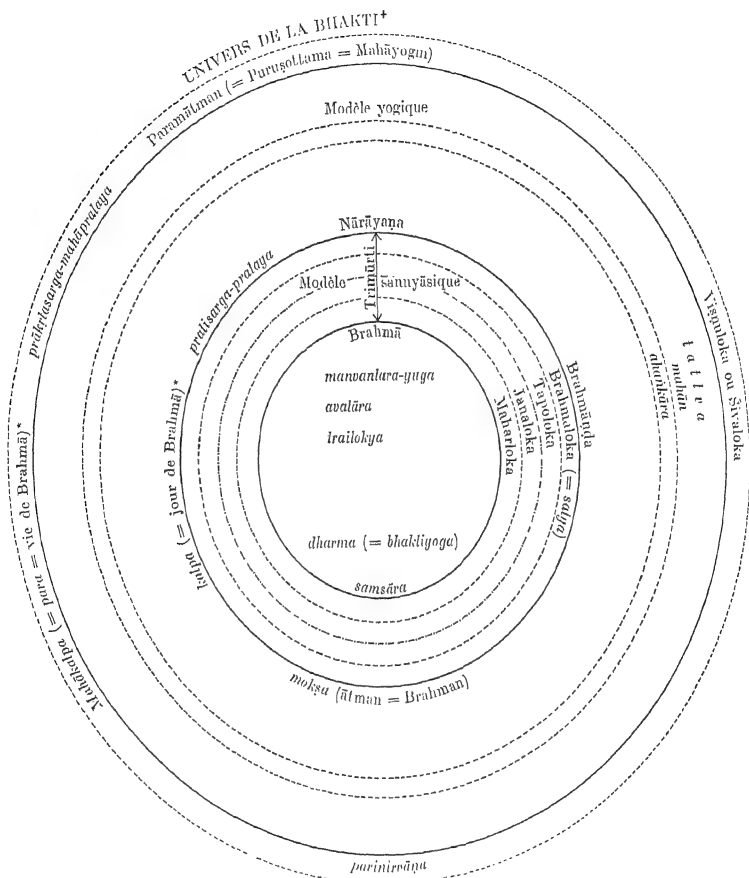 UNIVERS DE LA BHAKTI+
Paramātman (= Puruṣottama = Mahāyogin)
Modèle yogique
prākṛtasarga-mahāpralaya
Nārāyaṇa
pratisarga-pralaya
Modèle sannyāsique
Trimūrti
Brahmā
manvantara-yuga
avatāra
trailokya
Maharloka
Janaloka
Tapoloka
Brahmaloka (= satya)
Brahmāṇḍa
ahaṅkāra
mahān
tattva
Viṣṇuloka ou Śivaloka
kalpa (= jour de Brahmā)*
Mahākalpa (= para = vie de Brahmā)*
dharma (= bhaktiyoga)
saṃsāra
mokṣa (ātman = Brahman)
parinirvāṇa